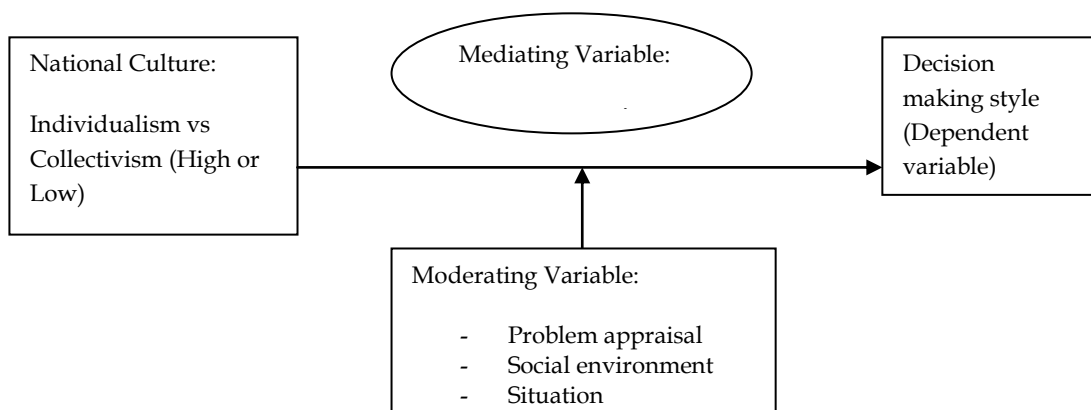 National Culture:
Individualism vs
Collectivism (High or
Low)
Mediating Variable:
Decision
making style
(Dependent
variable)
Moderating Variable:
- Problem appraisal
- Social environment
- Situation